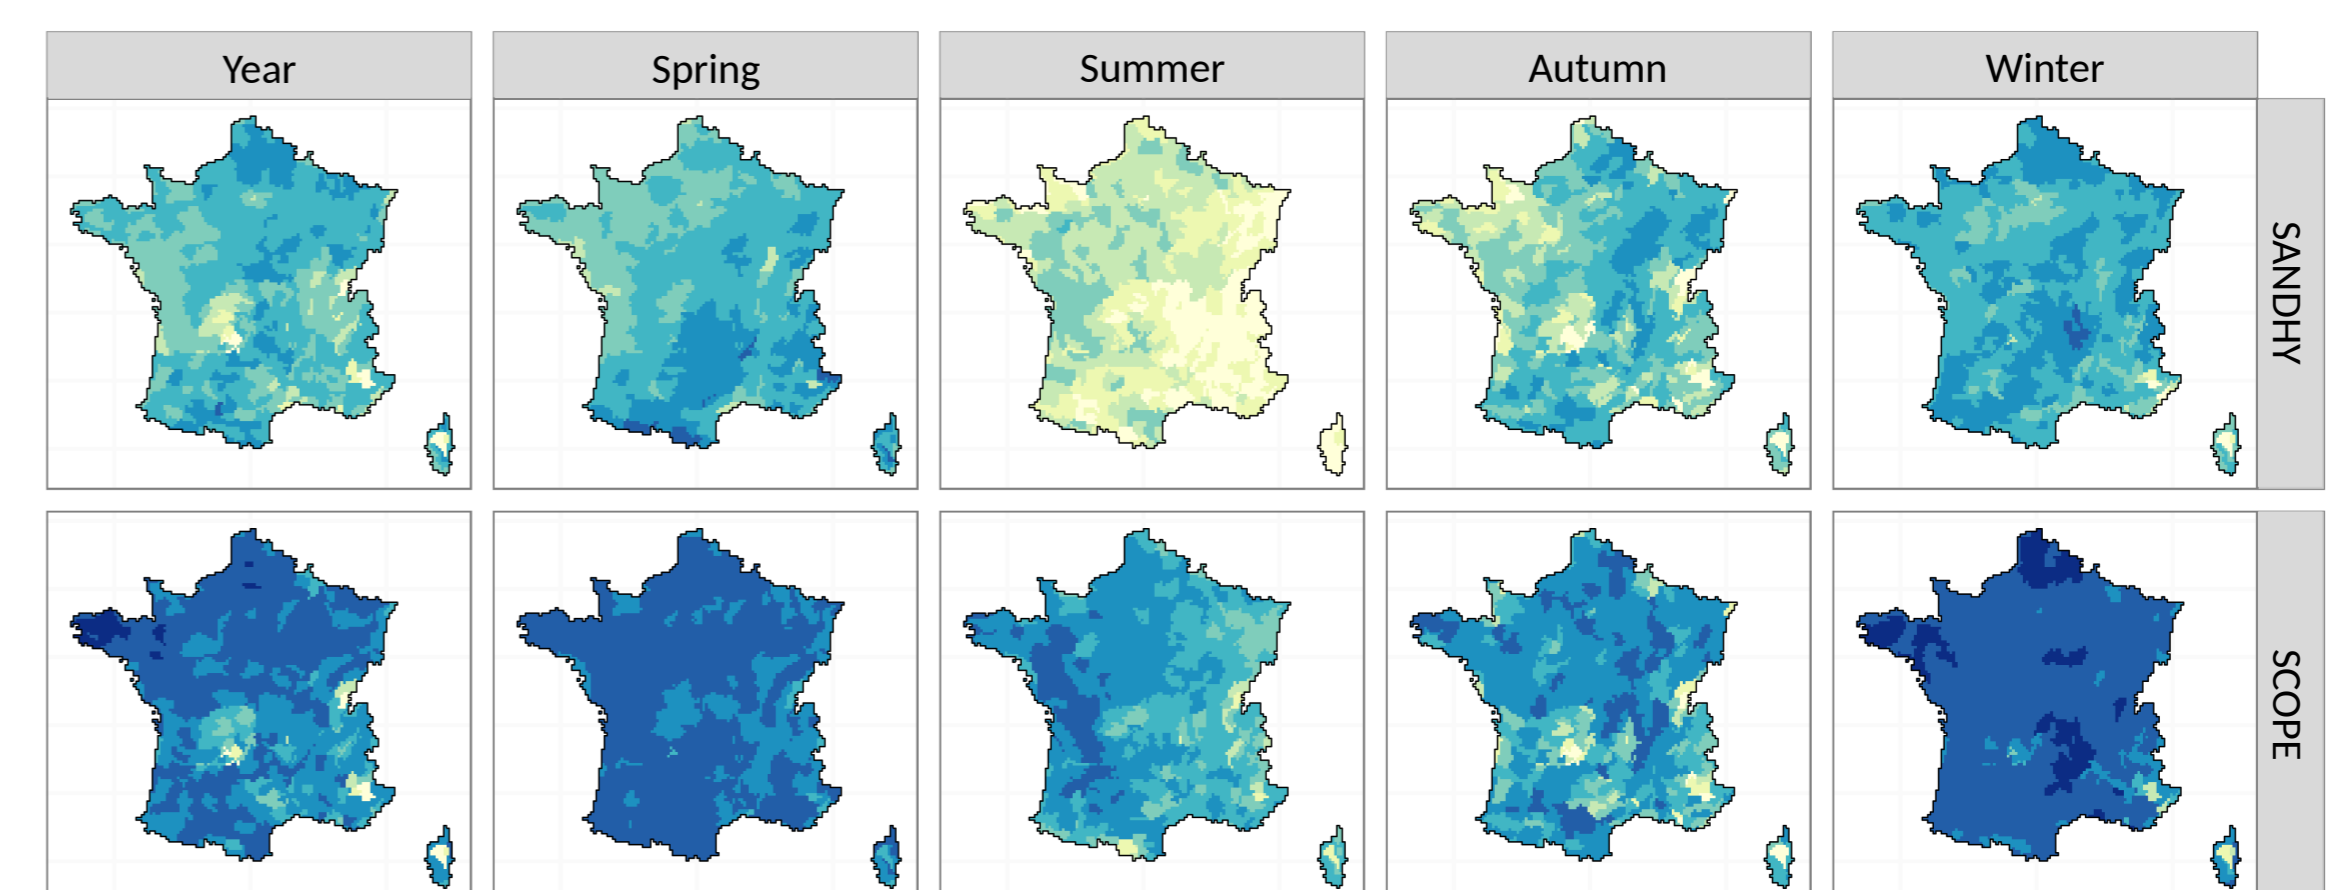 Year
Spring
Summer
Autumn
Winter
SANDHY
SCOPE